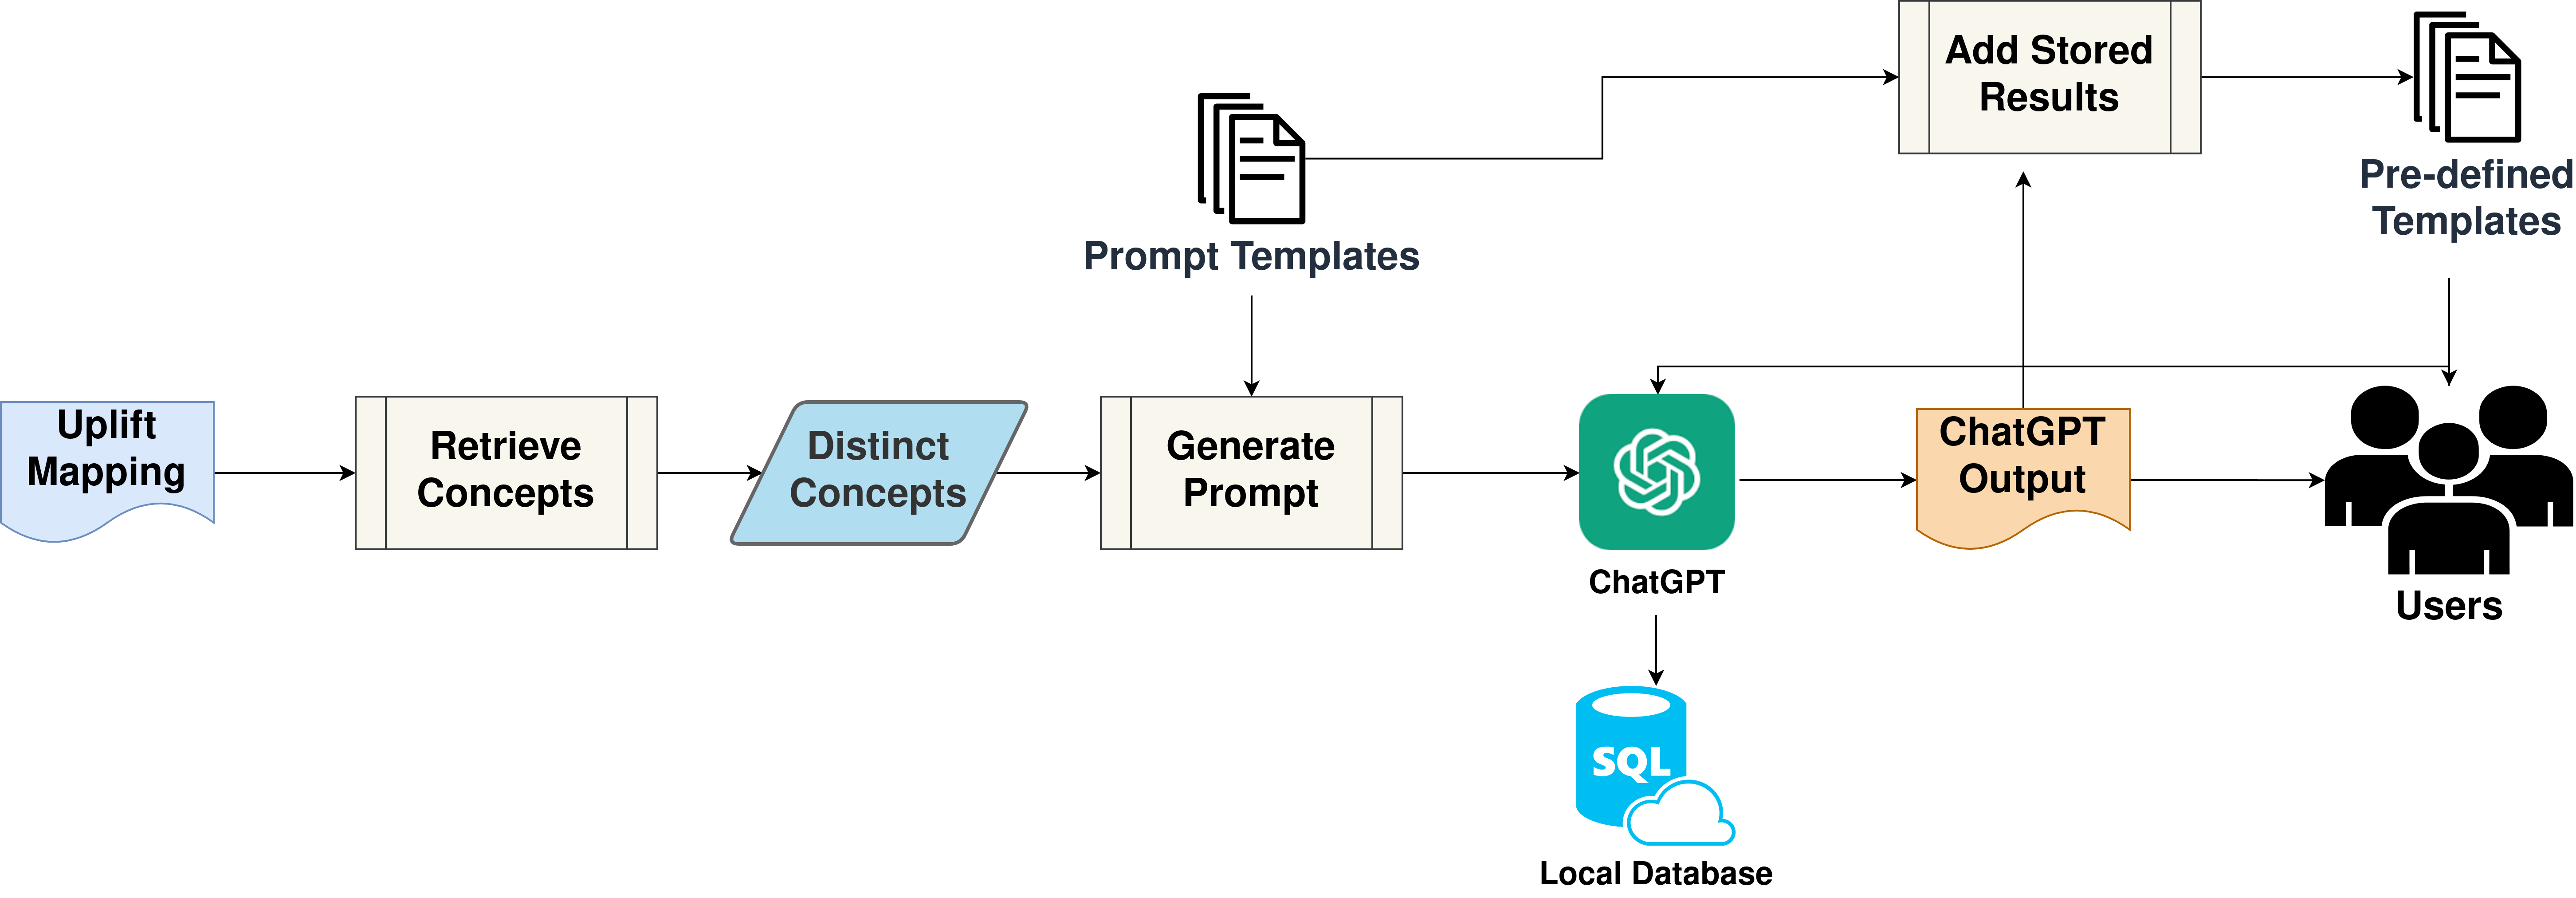 Add Stored
Results
Pre-defined
Templates
Prompt Templates
Uplift
Mapping
Retrieve
Concepts
Distinct
Concepts
Generate
Prompt
ChatGPT
ChatGPT
Output
Users
SQL
Local Database